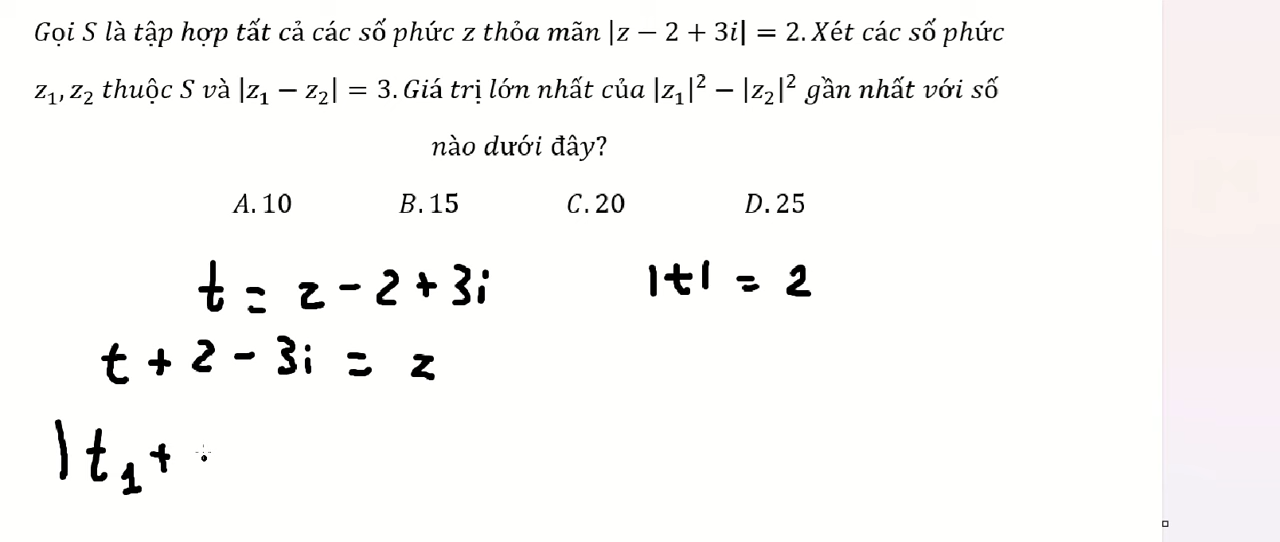 Gọi S là tập hợp tất cả các số phức z thỏa mãn |z − 2 + 3i| = 2. Xét các số phức
z₁, z₂ thuộc S và |z₁ − z₂| = 3. Giá trị lớn nhất của |z₁|² − |z₂|² gần nhất với số
nào dưới đây?
A. 10 B. 15 C. 20 D. 25
t = z − 2 + 3i |t| = 2
t + 2 − 3i = z
|t₁ +